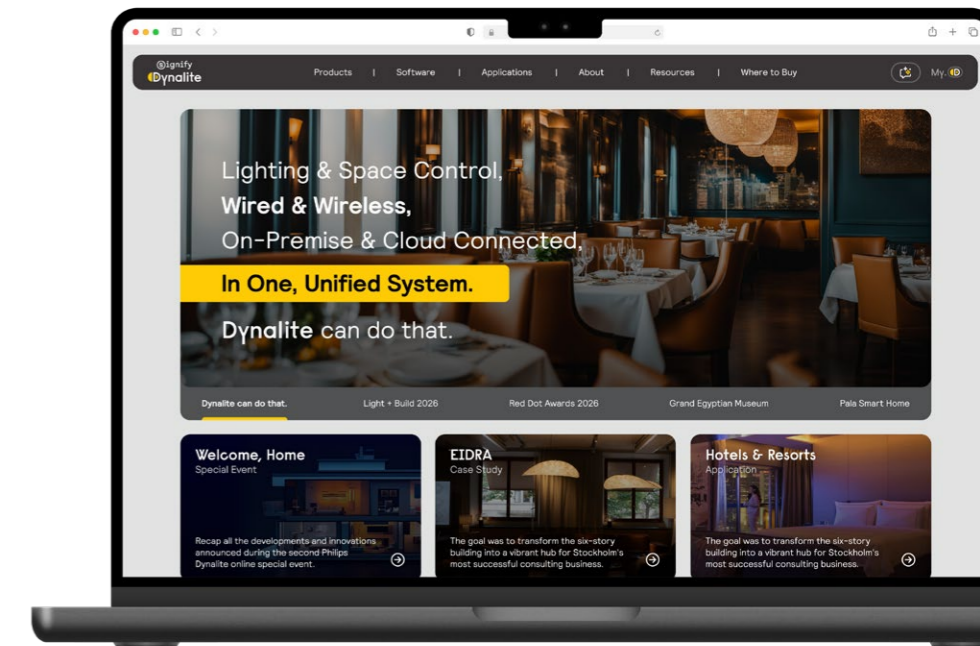 Signify
Dynalite
Products | Software | Applications | About | Resources | Where to Buy
My.
Lighting & Space Control,
Wired & Wireless,
On-Premise & Cloud Connected,
In One, Unified System.
Dynalite can do that.
Dynalite can do that.
Light + Build 2026
Red Dot Awards 2026
Grand Egyptian Museum
Pala Smart Home
Welcome, Home
Special Event
Recap all the developments and innovations
announced during the second Philips
Dynalite online special event.
EIDRA
Case Study
The goal was to transform the six-story
building into a vibrant hub for Stockholm's
most successful consulting business.
Hotels & Resorts
Application
The goal was to transform the six-story
building into a vibrant hub for Stockholm's
most successful consulting business.